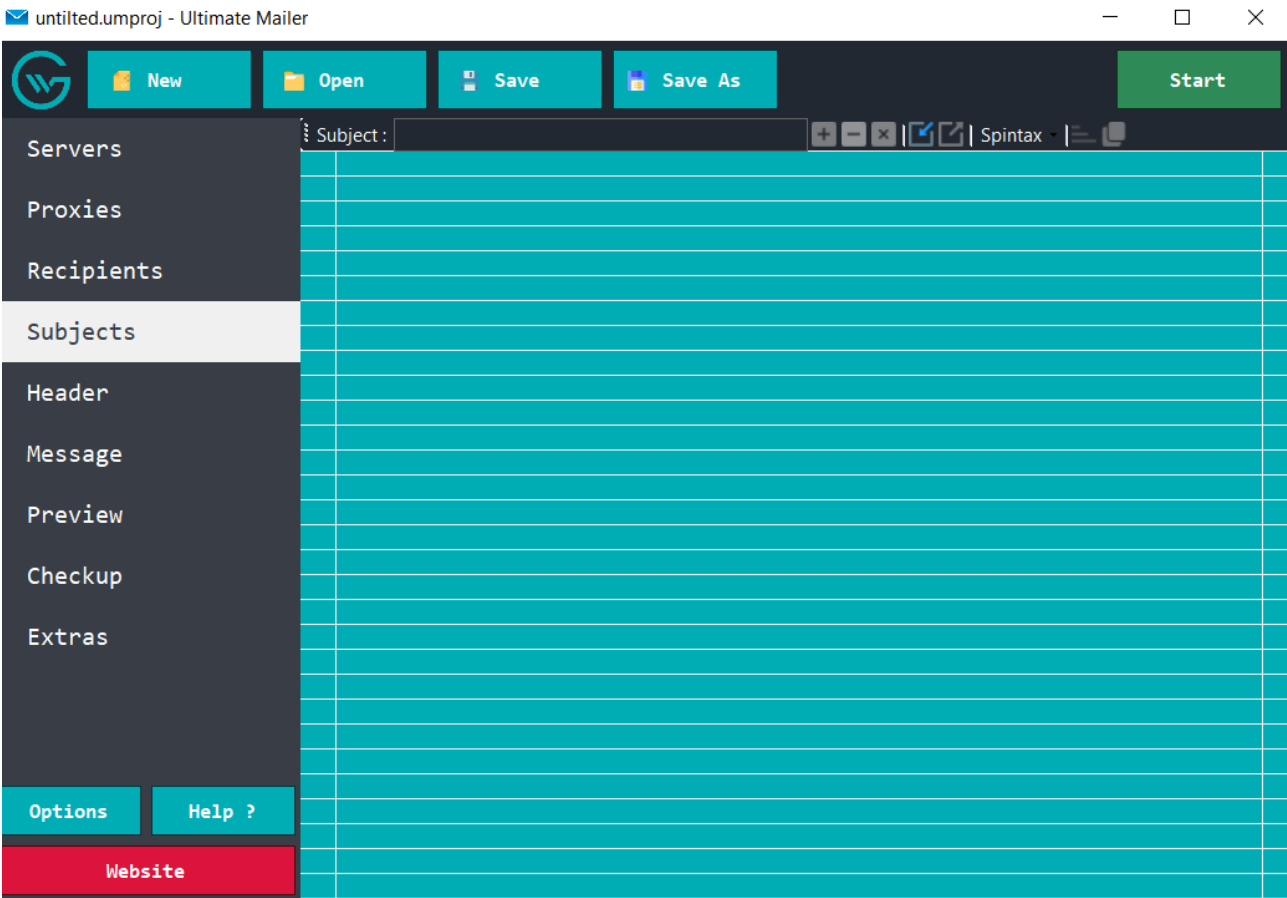 untilted.umproj - Ultimate Mailer
New
Open
Save
Save As
Start
Subject :
Spintax
Servers
Proxies
Recipients
Subjects
Header
Message
Preview
Checkup
Extras
Options
Help ?
Website